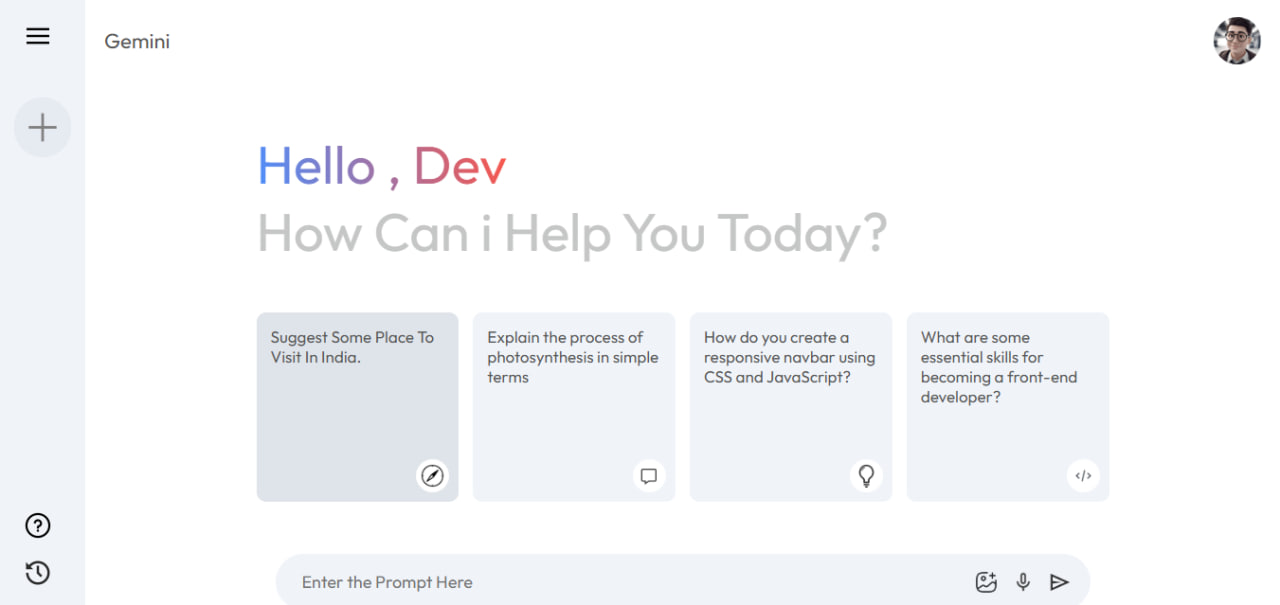 Gemini
Hello , Dev
How Can i Help You Today?
Suggest Some Place To
Visit In India.
Explain the process of
photosynthesis in simple
terms
How do you create a
responsive navbar using
CSS and JavaScript?
What are some
essential skills for
becoming a front-end
developer?
Enter the Prompt Here